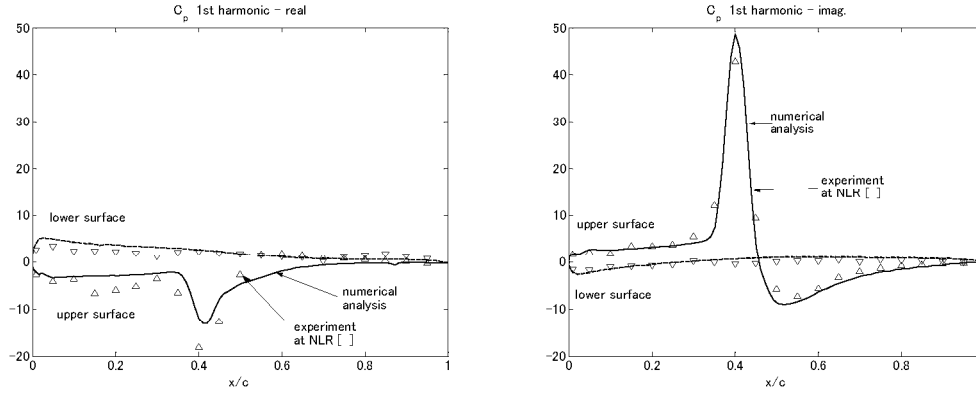 C_p 1st harmonic - real
50
40
30
20
10
0
-10
-20
0
0.2
0.4
0.6
0.8
1
x/c
lower surface
upper surface
numerical
analysis
experiment
at NLR [ ]
C_p 1st harmonic - imag.
50
40
30
20
10
0
-10
-20
0
0.2
0.4
0.6
0.8
x/c
numerical
analysis
experiment
at NLR [ ]
upper surface
lower surface